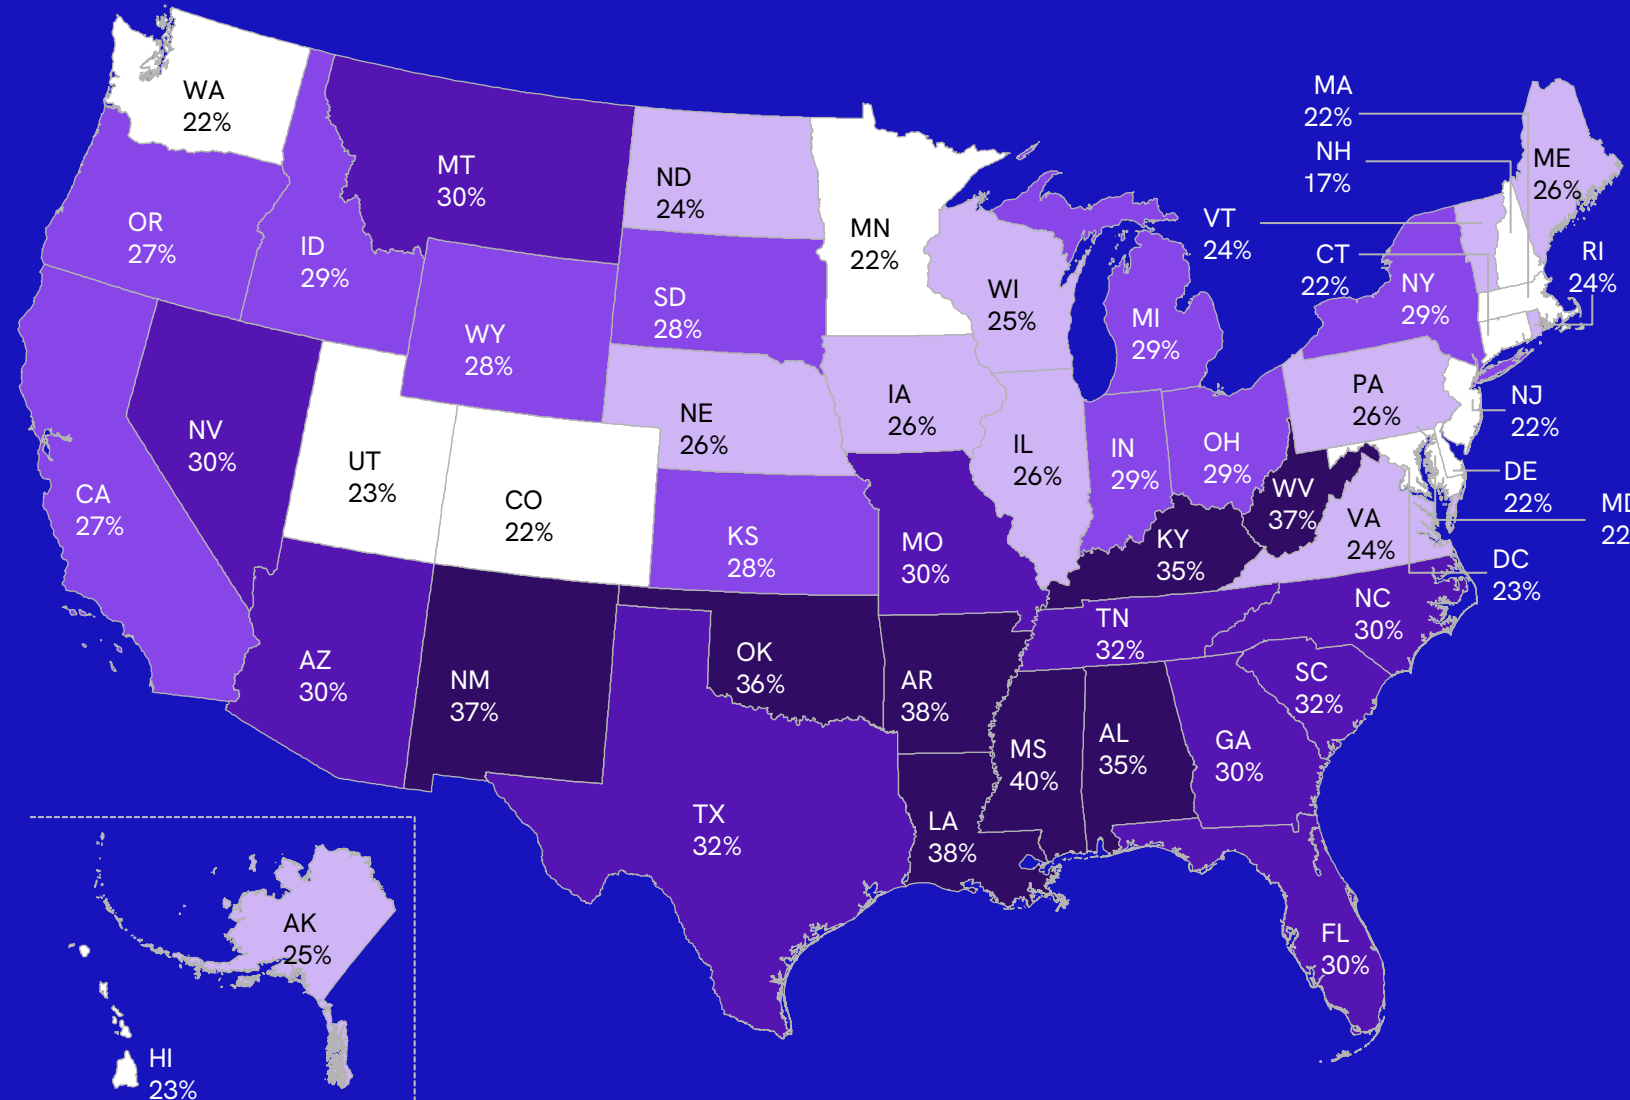 WA
22%
OR
27%
CA
27%
ID
29%
NV
30%
MT
30%
WY
28%
UT
23%
CO
22%
AZ
30%
NM
37%
ND
24%
SD
28%
NE
26%
KS
28%
OK
36%
TX
32%
MN
22%
IA
26%
MO
30%
AR
38%
LA
38%
WI
25%
IL
26%
MS
40%
MI
29%
IN
29%
OH
29%
KY
35%
TN
32%
AL
35%
GA
30%
FL
30%
SC
32%
NC
30%
WV
37%
VA
24%
PA
26%
NY
29%
VT
24%
MA
22%
NH
17%
ME
26%
CT
22%
RI
24%
NJ
22%
DE
22%
MD
22
DC
23%
AK
25%
HI
23%